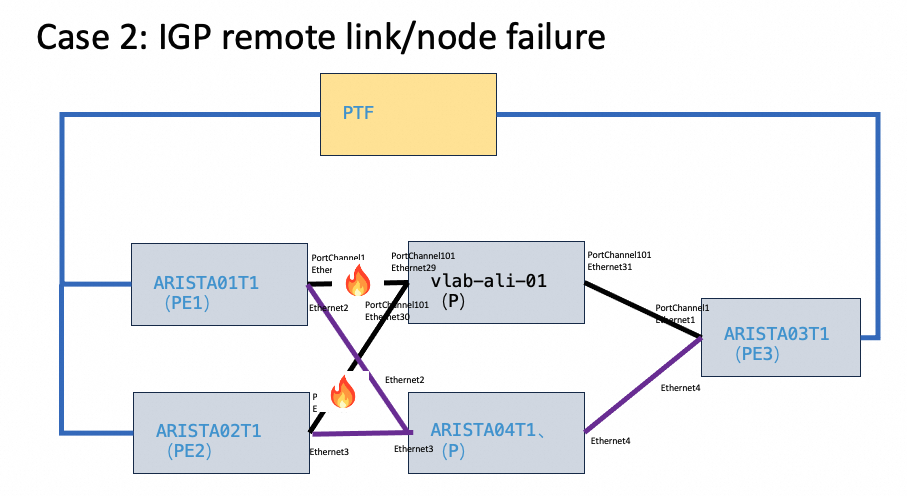 Case 2: IGP remote link/node failure
PTF
ARISTA01T1
（PE1）
PortChannel1
Ether
Ethernet2
PortChannel101
Ethernet29
PortChannel101
Ethernet30
vlab-ali-01
（P）
PortChannel101
Ethernet31
PortChannel1
Ethernet1
ARISTA03T1
（PE3）
Ethernet2
Ethernet4
ARISTA02T1
（PE2）
P
E
Ethernet3
Ethernet3
ARISTA04T1、
（P）
Ethernet4